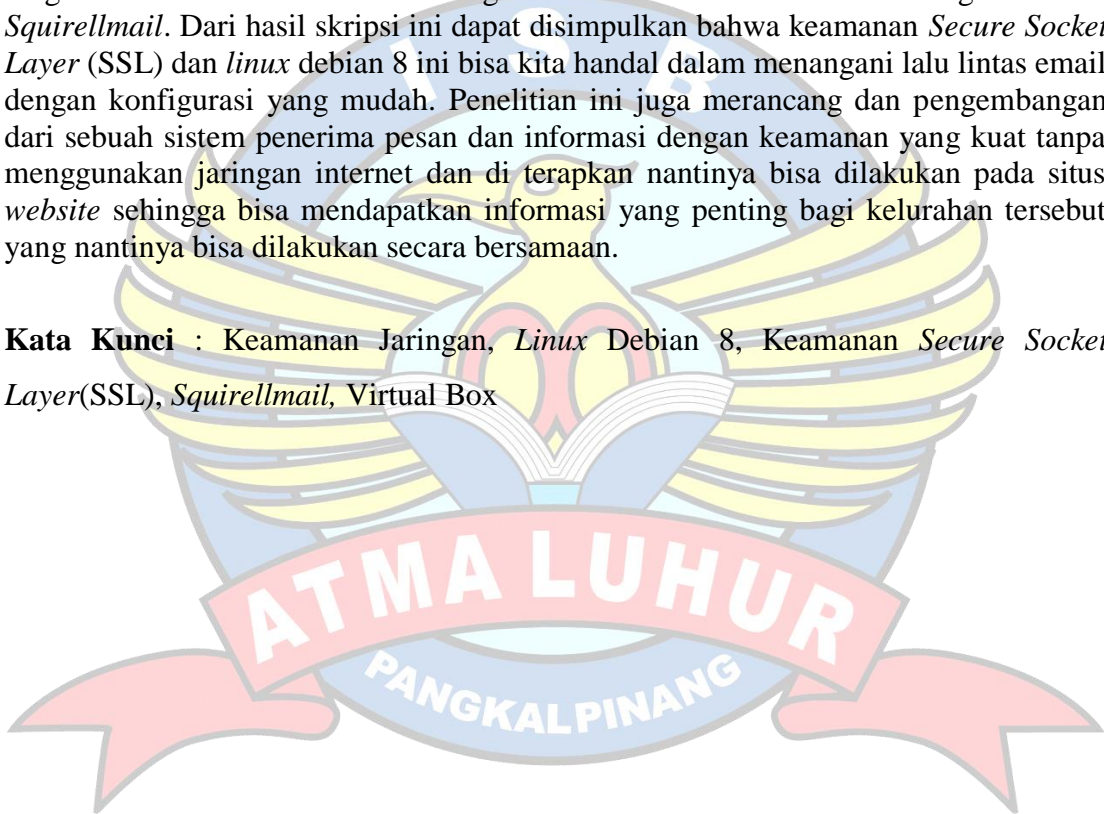 Squirellmail. Dari hasil skripsi ini dapat disimpulkan bahwa keamanan Secure Socket
Layer (SSL) dan linux debian 8 ini bisa kita handal dalam menangani lalu lintas email
dengan konfigurasi yang mudah. Penelitian ini juga merancang dan pengembangan
dari sebuah sistem penerima pesan dan informasi dengan keamanan yang kuat tanpa
menggunakan jaringan internet dan di terapkan nantinya bisa dilakukan pada situs
website sehingga bisa mendapatkan informasi yang penting bagi kelurahan tersebut
yang nantinya bisa dilakukan secara bersamaan.
Kata Kunci : Keamanan Jaringan, Linux Debian 8, Keamanan Secure Socket
Layer(SSL), Squirellmail, Virtual Box
I S B
ATMA LUHUR
PANGKALPINANG